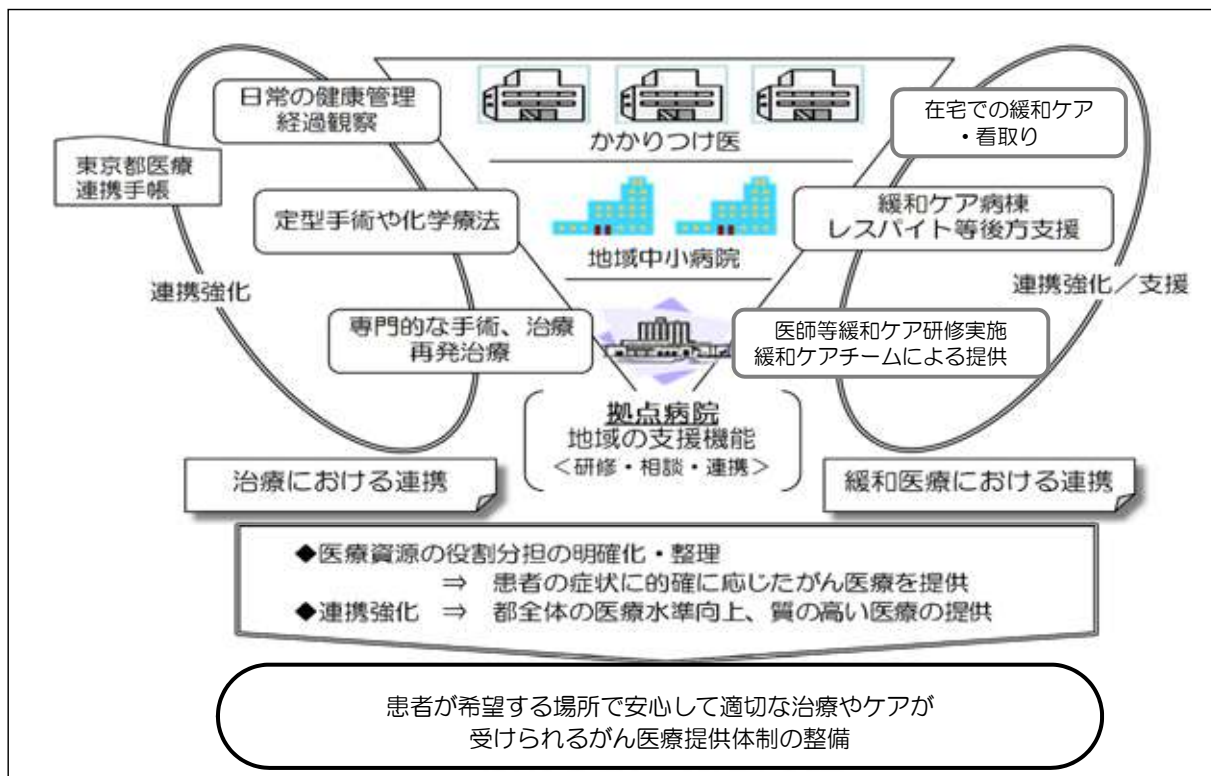 日常の健康管理
経過観察
かかりつけ医
在宅での緩和ケア
・看取り
東京都医療
連携手帳
定型手術や化学療法
地域中小病院
緩和ケア病棟
レスパイト等後方支援
連携強化
連携強化／支援
専門的な手術、治療
再発治療
医師等緩和ケア研修実施
緩和ケアチームによる提供
拠点病院
地域の支援機能
＜研修・相談・連携＞
治療における連携
緩和医療における連携
◆医療資源の役割分担の明確化・整理
⇒ 患者の症状に的確に応じたがん医療を提供
◆連携強化 ⇒ 都全体の医療水準向上、質の高い医療の提供
患者が希望する場所で安心して適切な治療やケアが
受けられるがん医療提供体制の整備